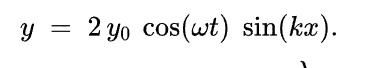 y = 2 y₀ cos(ωt) sin(kx).